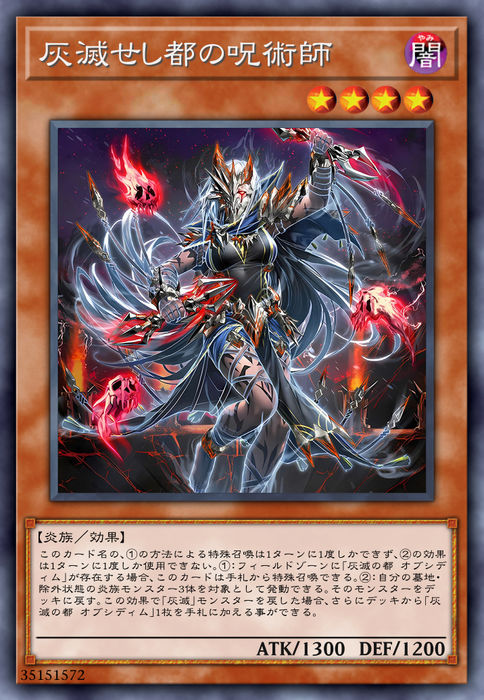 灰滅せし都の呪術師
やみ
闇
【炎族／効果】
このカード名の、①の方法による特殊召喚は1ターンに1度しかできず、②の効果
は1ターンに1度しか使用できない。①：フィールドゾーンに「灰滅の都 オブシデ
ィム」が存在する場合、このカードは手札から特殊召喚できる。②：自分の墓地・
除外状態の炎族モンスター3体を対象として発動できる。そのモンスターをデ
ッキに戻す。この効果で「灰滅」モンスターを戻した場合、さらにデッキから「灰
滅の都 オブシディム」1枚を手札に加える事ができる。
ATK/1300 DEF/1200
35151572